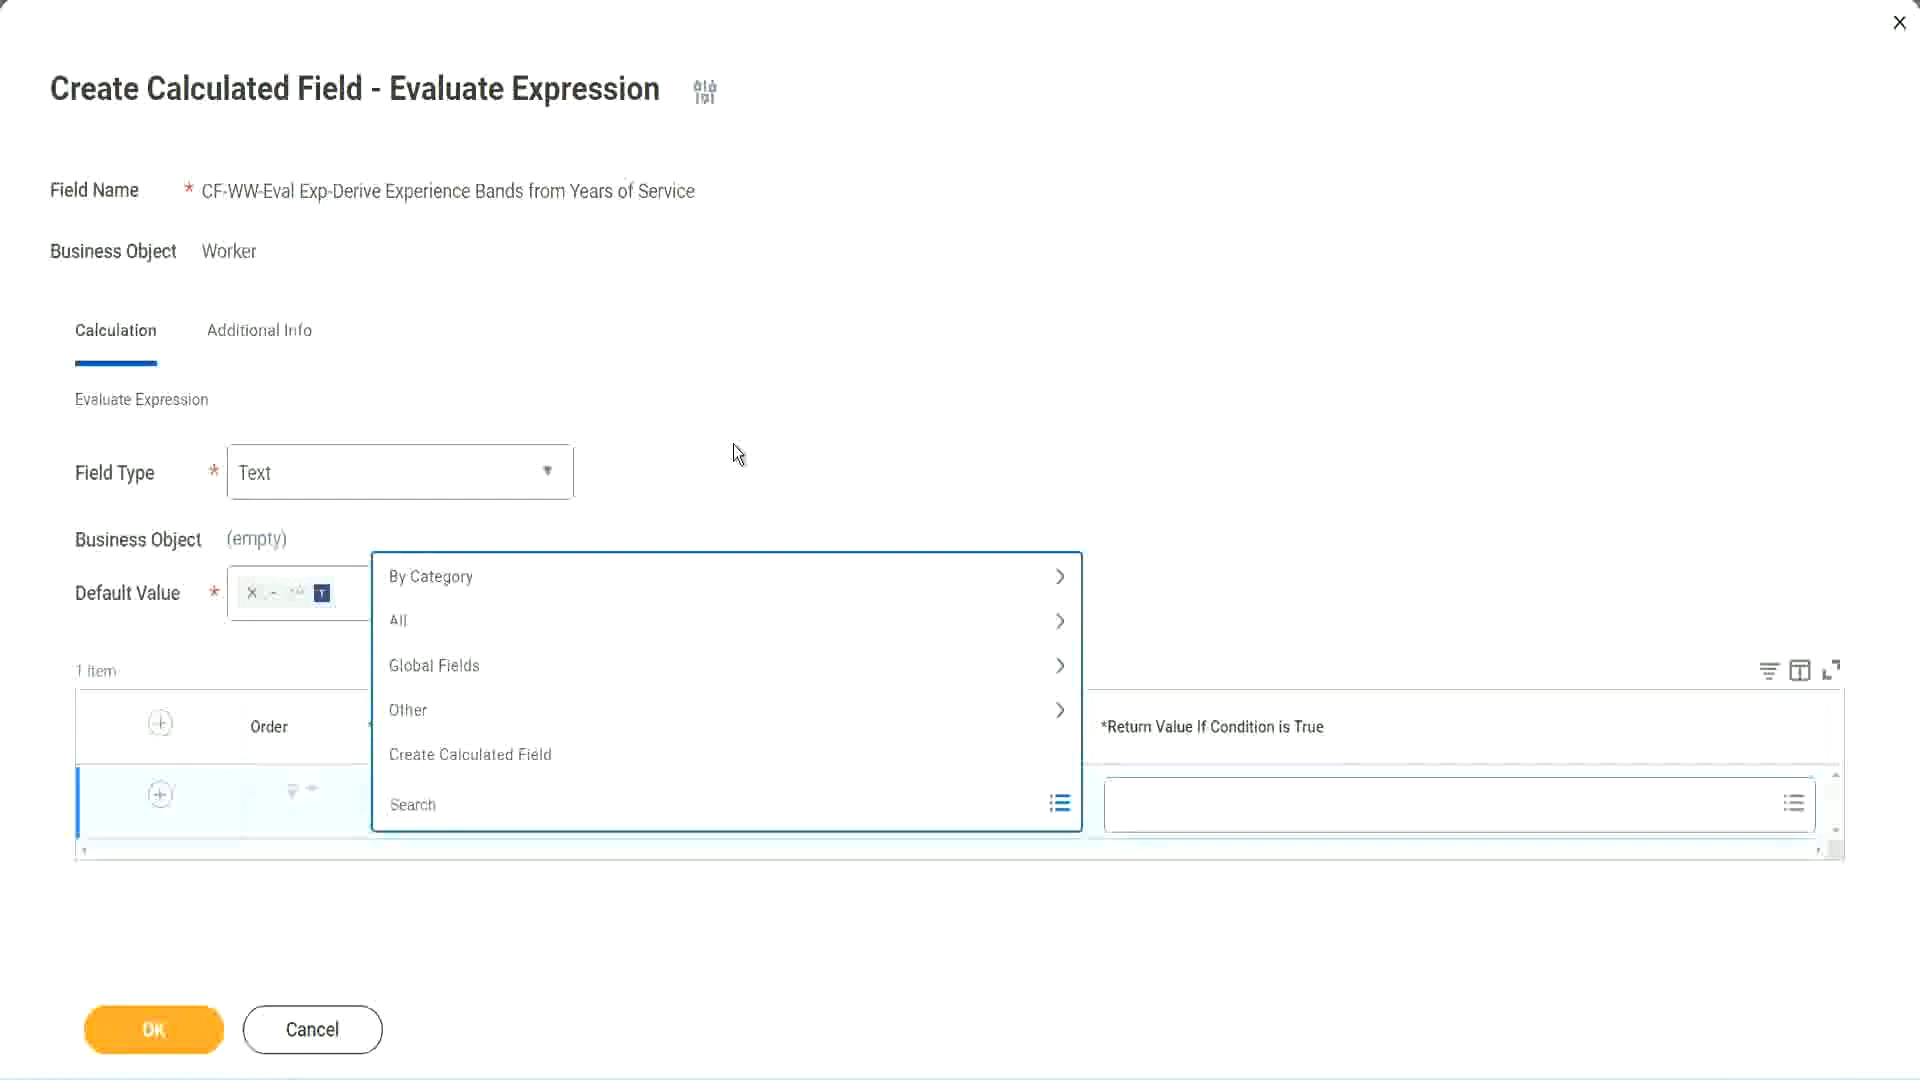 Create Calculated Field - Evaluate Expression
Field Name * CF-WW-Eval Exp-Derive Experience Bands from Years of Service
Business Object Worker
Calculation Additional Info
Evaluate Expression
Field Type * Text
Business Object (empty)
Default Value *
By Category
All
Global Fields
Other
Create Calculated Field
Search
1 item
Order
*Return Value If Condition is True
OK Cancel